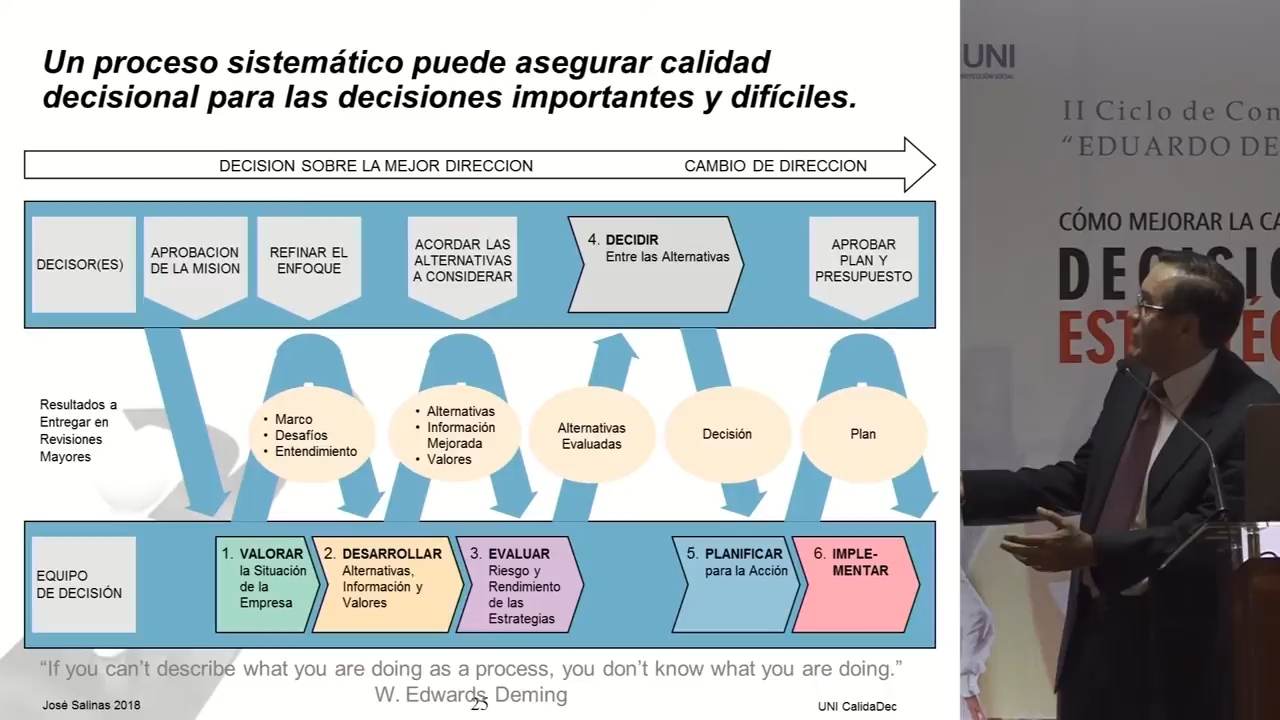 Un proceso sistemático puede asegurar calidad
decisional para las decisiones importantes y difíciles.
DECISION SOBRE LA MEJOR DIRECCION
CAMBIO DE DIRECCION
DECISOR(ES)
APROBACION
DE LA MISION
REFINAR EL
ENFOQUE
ACORDAR LAS
ALTERNATIVAS
A CONSIDERAR
4. DECIDIR
Entre las Alternativas
APROBAR
PLAN Y
PRESUPUESTO
Resultados a
Entregar en
Revisiones
Mayores
• Marco
• Desafíos
• Entendimiento
• Alternativas
• Información
Mejorada
• Valores
Alternativas
Evaluadas
Decisión
Plan
EQUIPO
DE DECISIÓN
1. VALORAR
la Situación
de la
Empresa
2. DESARROLLAR
Alternativas,
Información y
Valores
3. EVALUAR
Riesgo y
Rendimiento
de las
Estrategias
5. PLANIFICAR
para la Acción
6. IMPLE-
MENTAR
“If you can’t describe what you are doing as a process, you don’t know what you are doing.”
W. Edwards Deming
José Salinas 2018
25
UNI CalidaDec
UNI
II Ciclo de Con
“EDUARDO DE
CÓMO MEJORAR LA CA